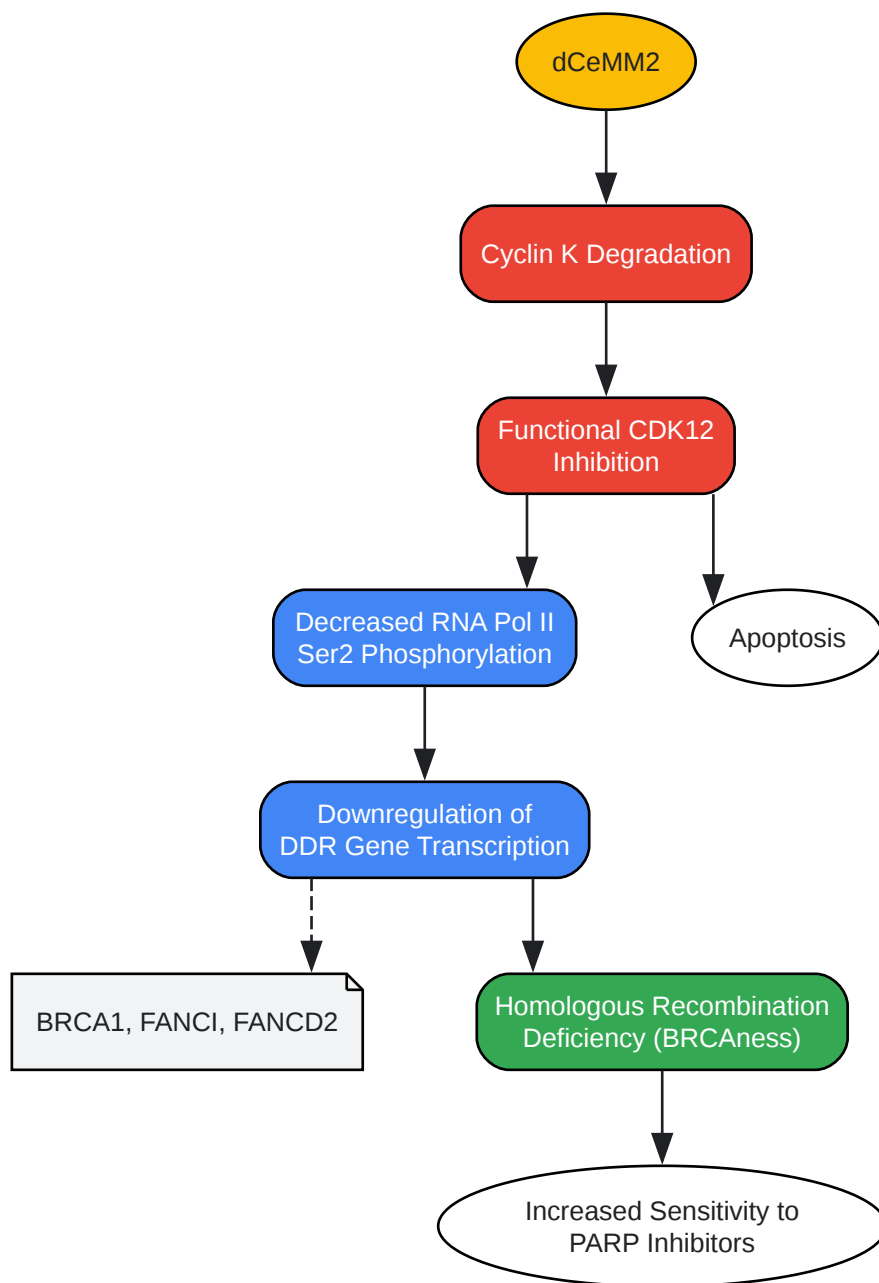 dCeMM2
Cyclin K Degradation
Functional CDK12
Inhibition
Decreased RNA Pol II
Ser2 Phosphorylation
Apoptosis
Downregulation of
DDR Gene Transcription
BRCA1, FANCI, FANCD2
Homologous Recombination
Deficiency (BRCAness)
Increased Sensitivity to
PARP Inhibitors